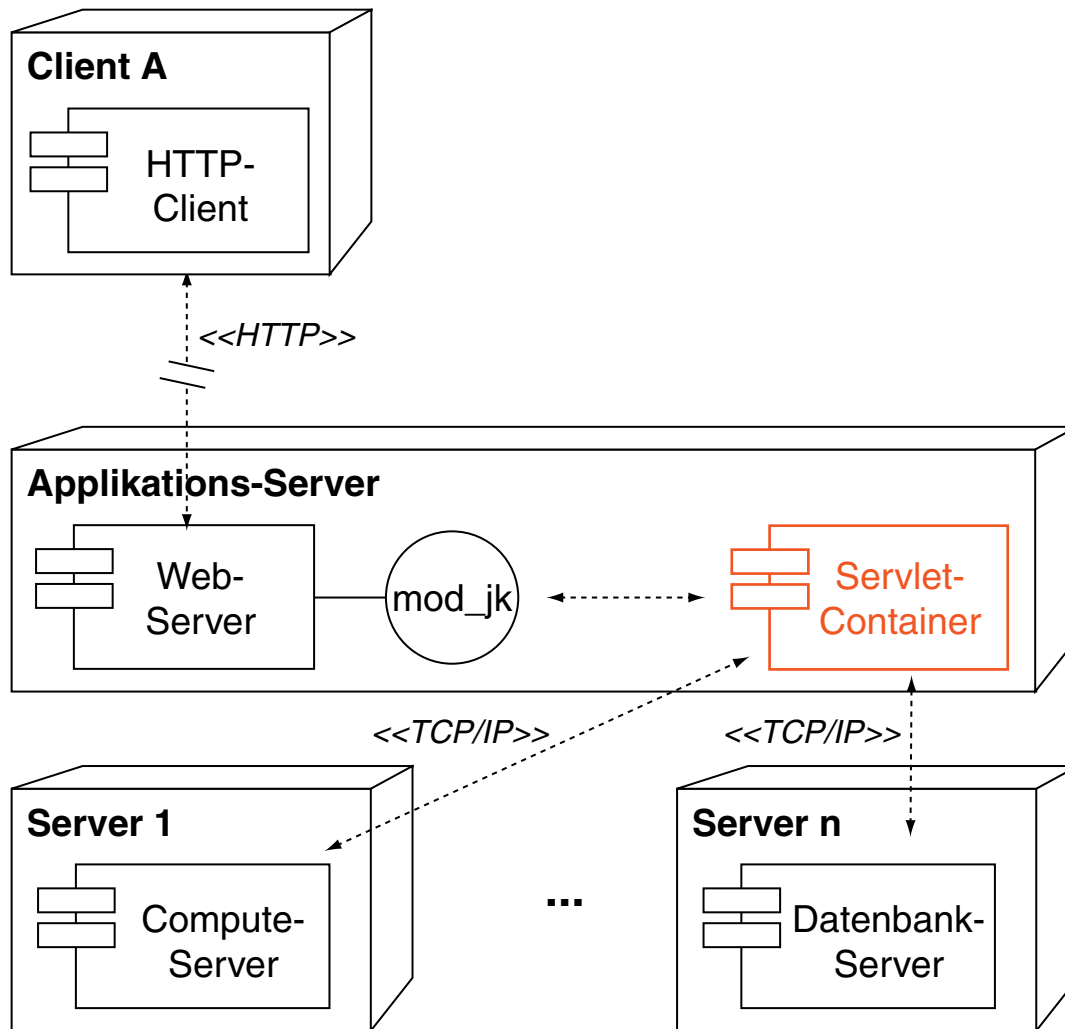 Client A
HTTP-
Client
<<HTTP>>
Applikations-Server
Web-
Server
mod_jk
Servlet-
Container
<<TCP/IP>>
<<TCP/IP>>
Server 1
Compute-
Server
...
Server n
Datenbank-
Server